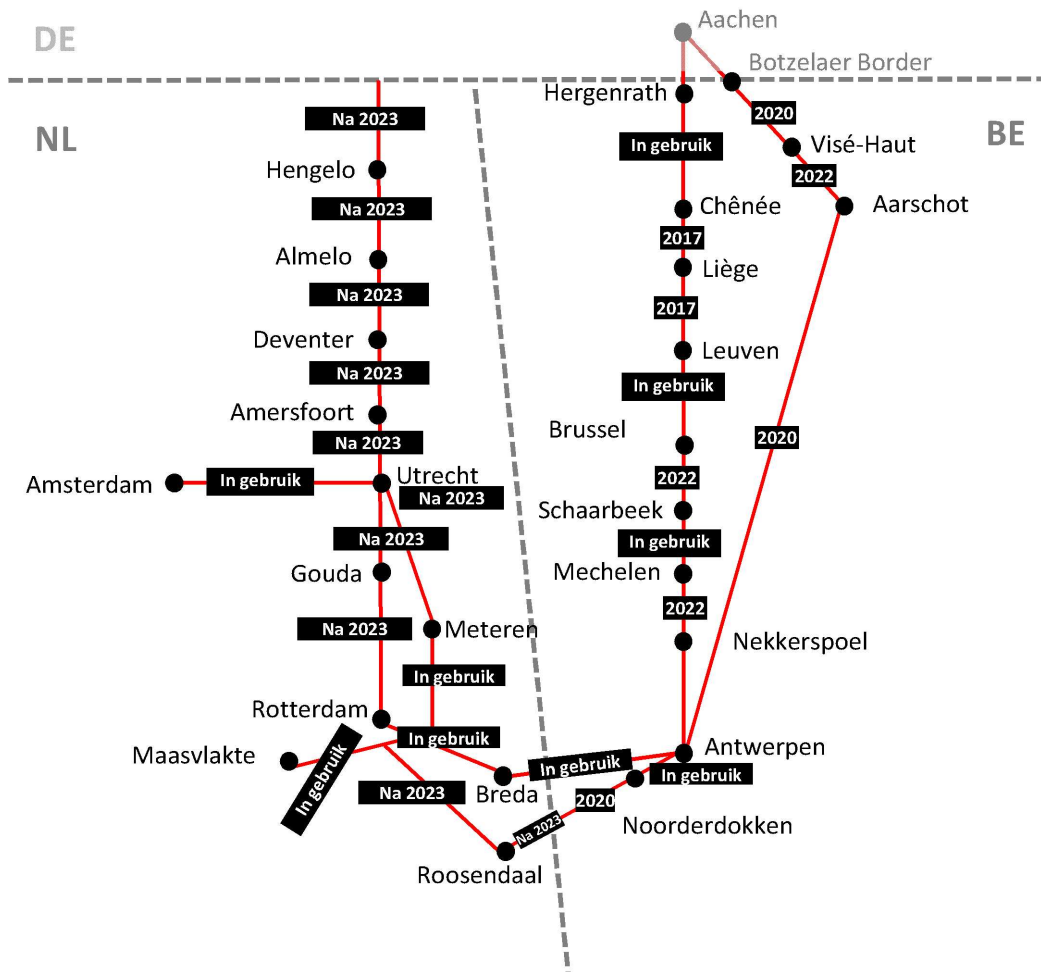 Aachen
DE
Botzelaer Border
Hergenrath
2020
Na 2023
NL
BE
In gebruik
Visé-Haut
Hengelo
2022
Na 2023
Chênée
Aarschot
2017
Almelo
Liège
Na 2023
2017
Deventer
Leuven
Na 2023
In gebruik
Amersfoort
Brussel
Na 2023
2020
Amsterdam
In gebruik
Utrecht
2022
Na 2023
Schaarbeek
Na 2023
In gebruik
Gouda
Mechelen
2022
Na 2023
Meteren
Nekkerspoel
In gebruik
Rotterdam
In gebruik
Maasvlakte
In gebruik
Antwerpen
In gebruik
In gebruik
Na 2023
Breda
2020
Noorderdokken
Na 2023
Roosendaal